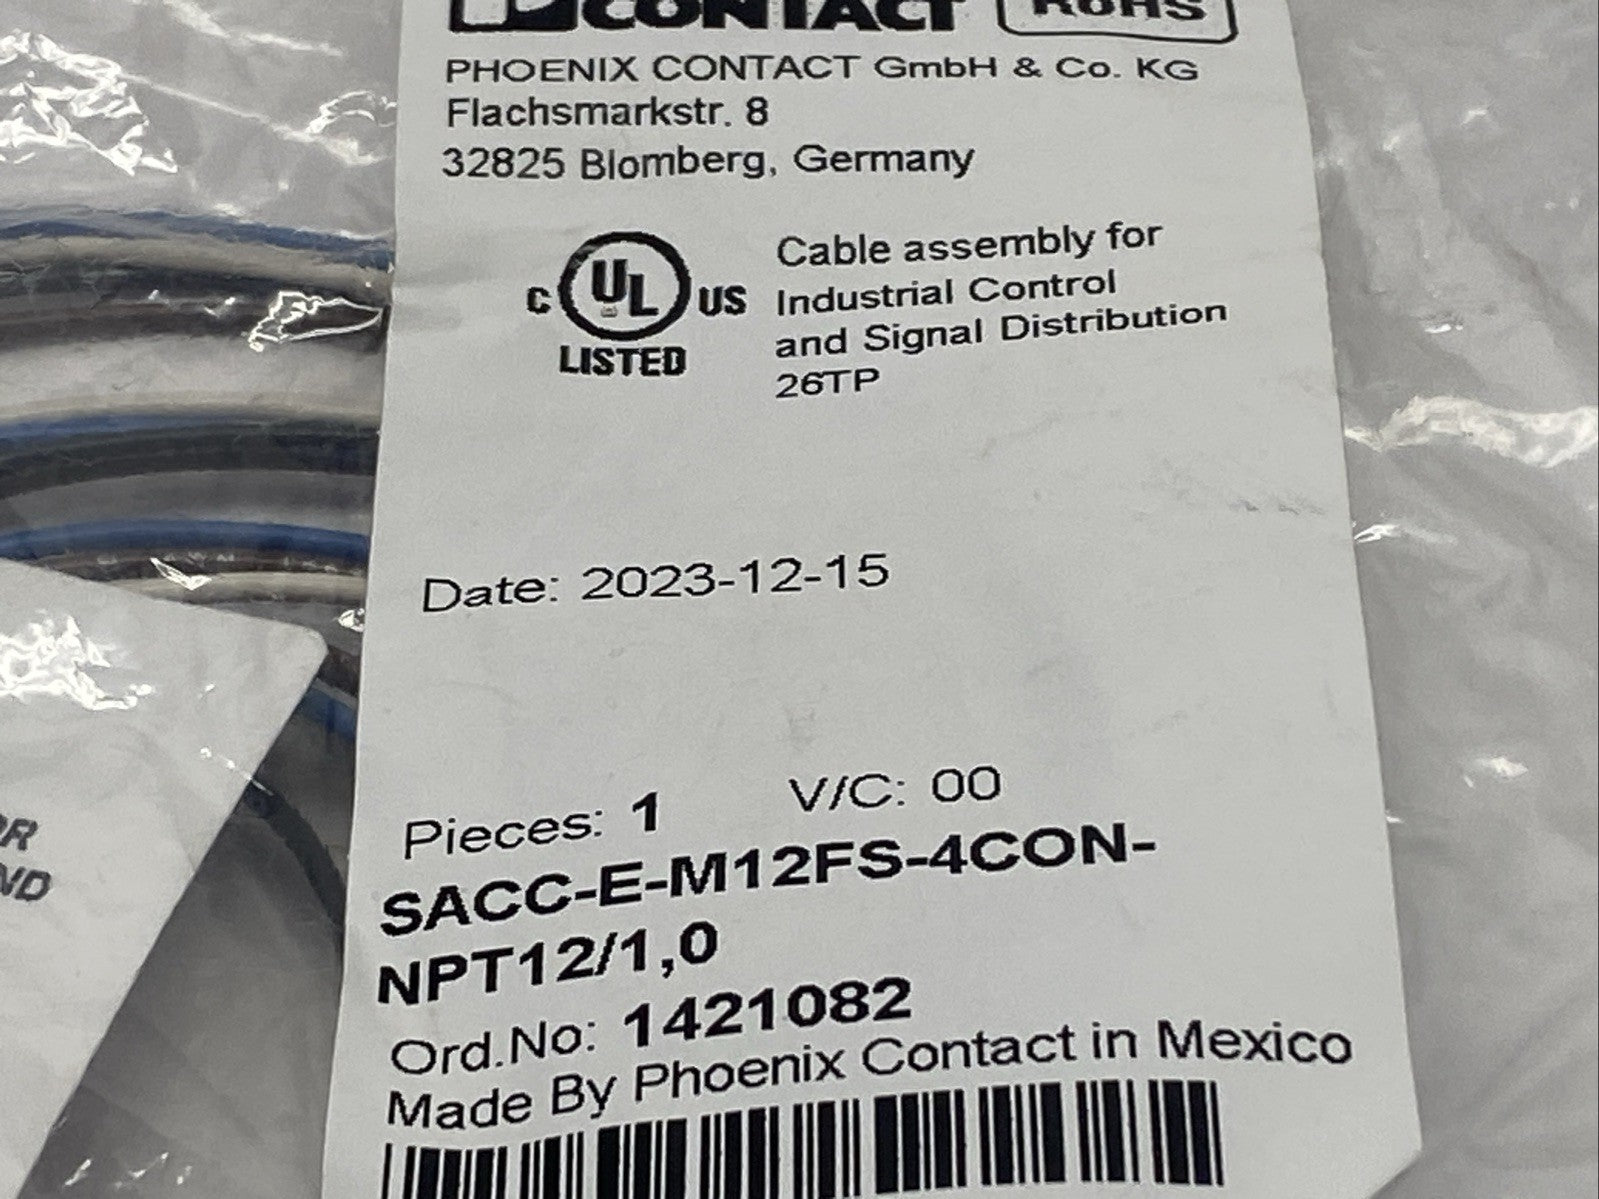 CONTACT RoHS
PHOENIX CONTACT GmbH & Co. KG
Flachsmarkstr. 8
32825 Blomberg, Germany
C UL US
LISTED
Cable assembly for
Industrial Control
and Signal Distribution
26TP
Date: 2023-12-15
Pieces: 1 V/C: 00
SACC-E-M12FS-4CON-
NPT12/1,0
Ord.No: 1421082
Made By Phoenix Contact in Mexico